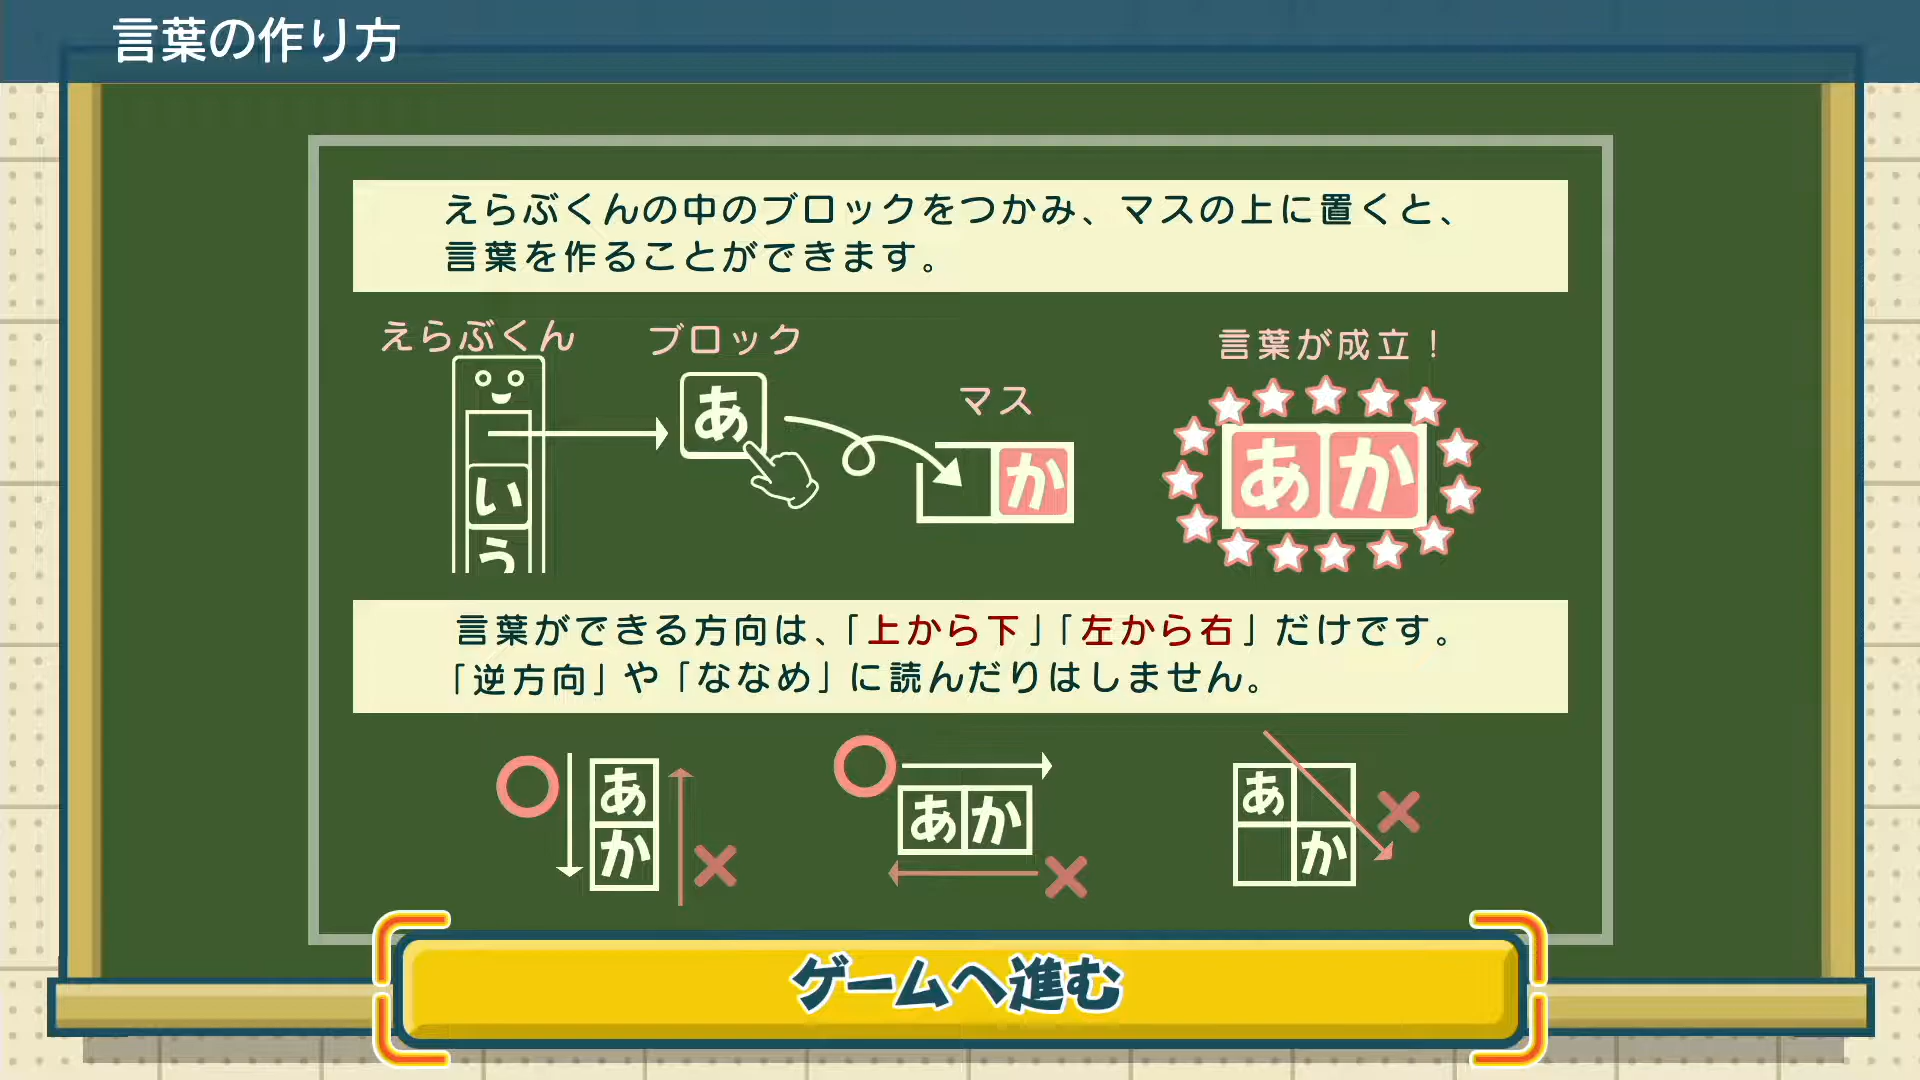 言葉の作り方
えらぶくんの中のブロックをつかみ、マスの上に置くと、
言葉を作ることができます。
えらぶくん
ブロック
マス
言葉が成立！
い
う
あ
か
あか
言葉ができる方向は、「上から下」「左から右」だけです。
「逆方向」や「ななめ」に読んだりはしません。
あ
か
あか
あ
か
ゲームへ進む